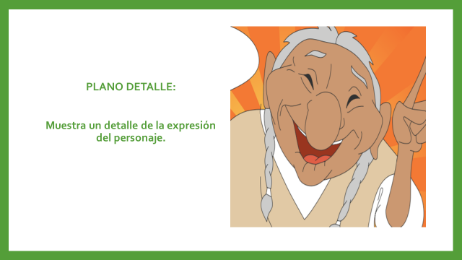 PLANO DETALLE:
Muestra un detalle de la expresión
del personaje.